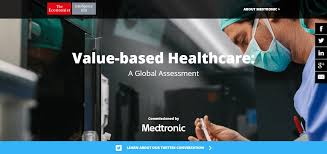 The Economist
Intelligence Unit
ABOUT MEDTRONIC >
Value-based Healthcare:
A Global Assessment
Commissioned by
Medtronic
LEARN ABOUT OUR TWITTER CONVERSATION